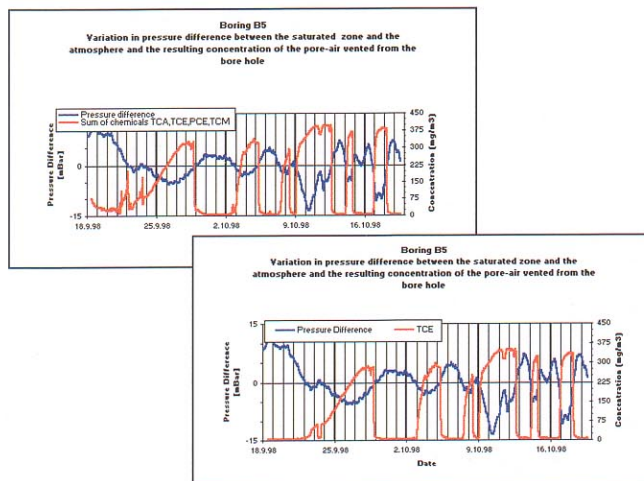 Boring B5
Variation in pressure difference between the saturated zone and the
atmosphere and the resulting concentration of the pore-air vented from the
bore hole
Pressure difference
Sum of chemicals TCA,TCE,PCE,TCM
Pressure Difference
[mBar]
0
-15
450
375
300
225
150
75
0
Concentration [mg/m3]
18.9.98
25.9.98
2.10.98
9.10.98
16.10.98
Boring B5
Variation in pressure difference between the saturated zone and the
atmosphere and the resulting concentration of the pore-air vented from the
bore hole
Pressure Difference
TCE
Pressure Difference
[mBar]
15
0
-15
450
375
300
225
150
75
0
Concentration [mg/m3]
18.9.98
25.9.98
2.10.98
9.10.98
16.10.98
Date